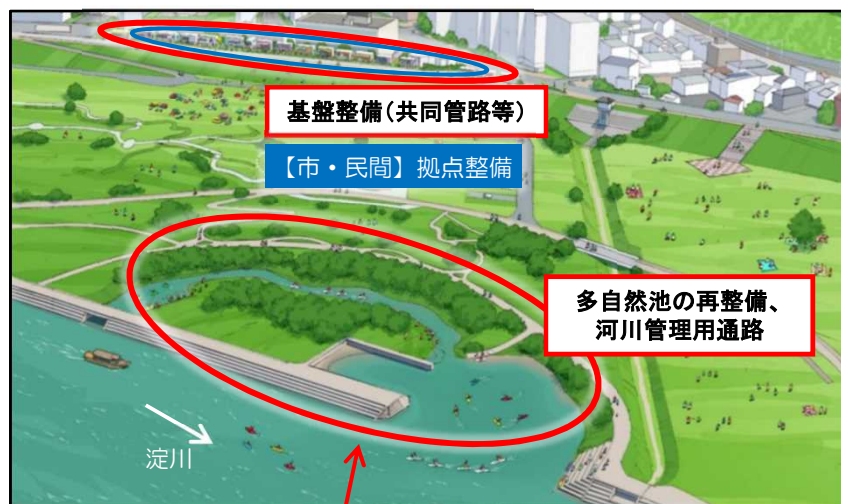 基盤整備(共同管路等)
【市・民間】拠点整備
多自然池の再整備、
河川管理用通路
淀川